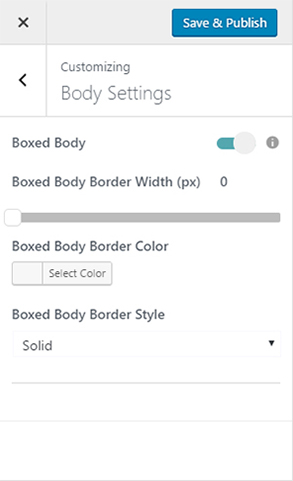 Save & Publish
Customizing
Body Settings
Boxed Body
Boxed Body Border Width (px) 0
Boxed Body Border Color
Select Color
Boxed Body Border Style
Solid